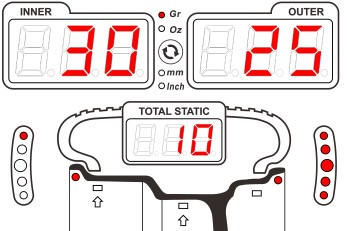 INNER
OUTER
30
25
Gr
Oz
mm
Inch
TOTAL STATIC
10